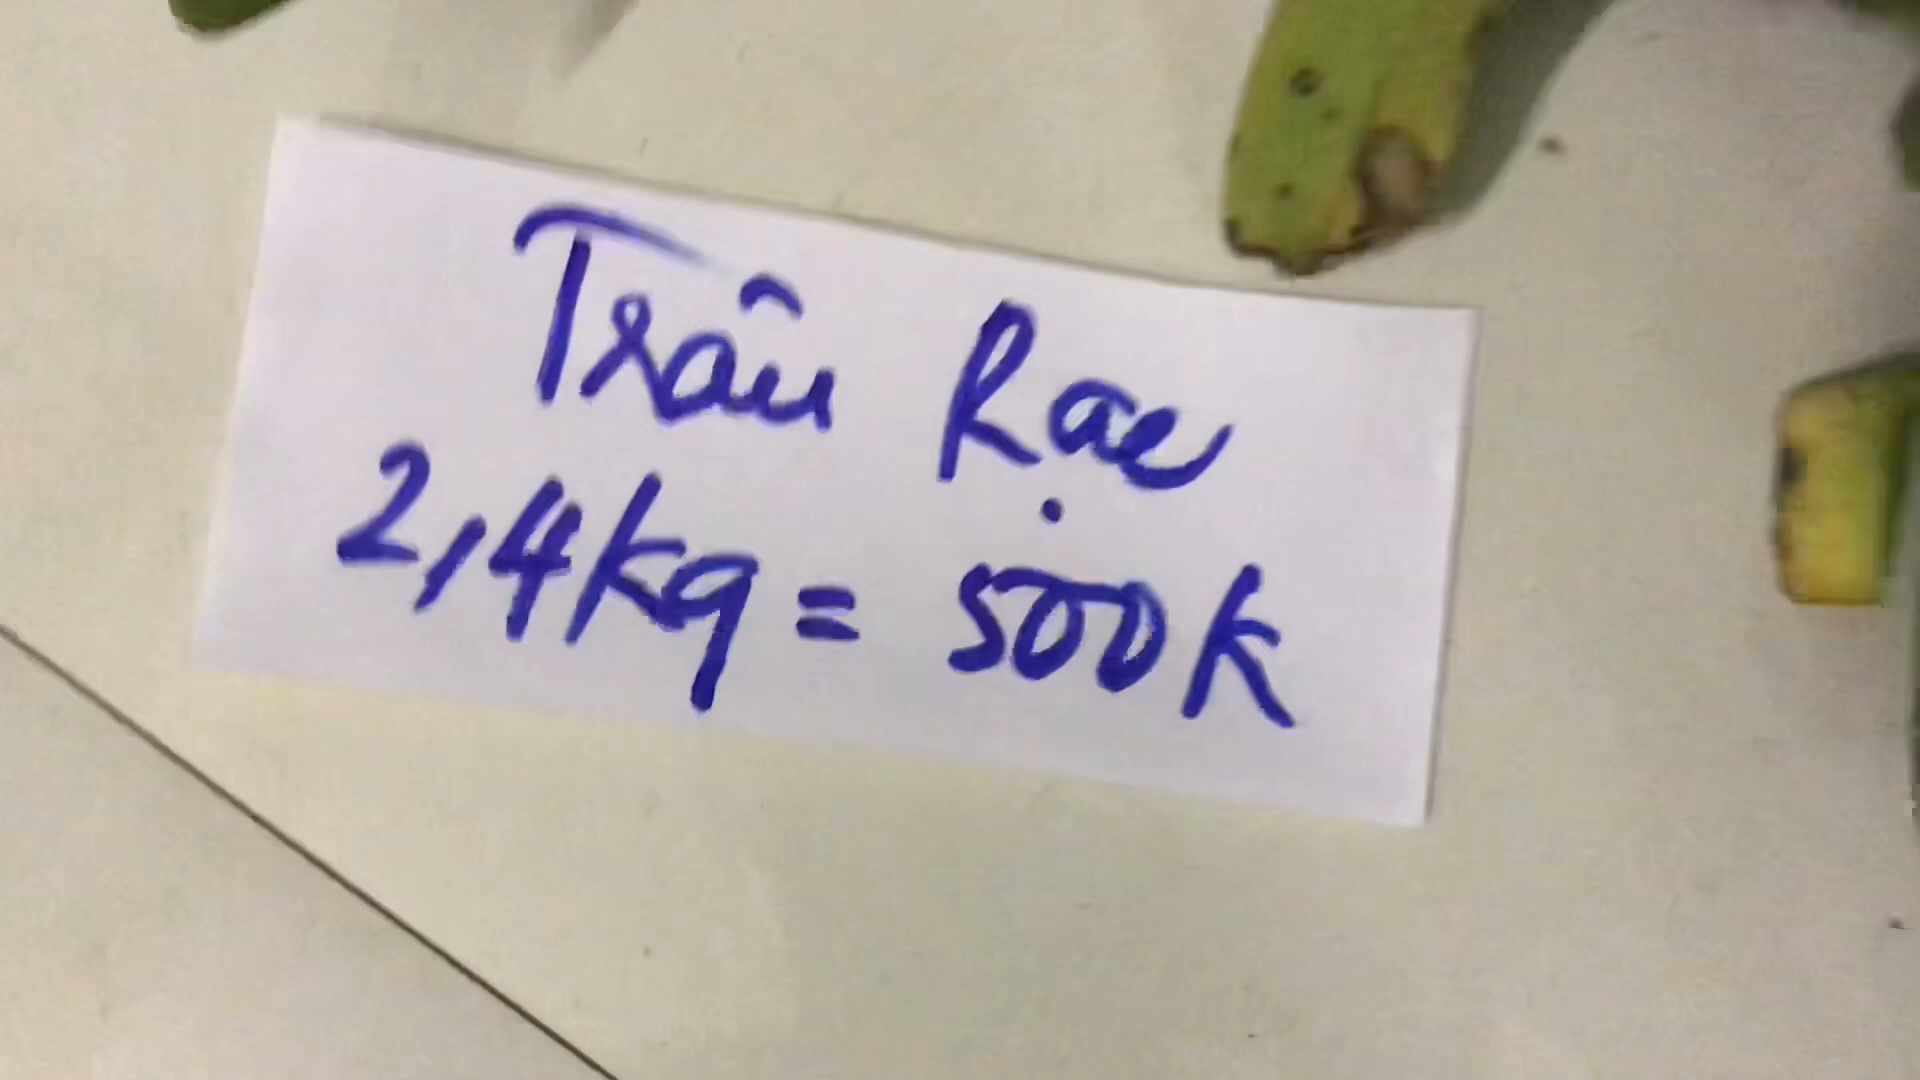 Trâu Rạc
2,4kg = 500k